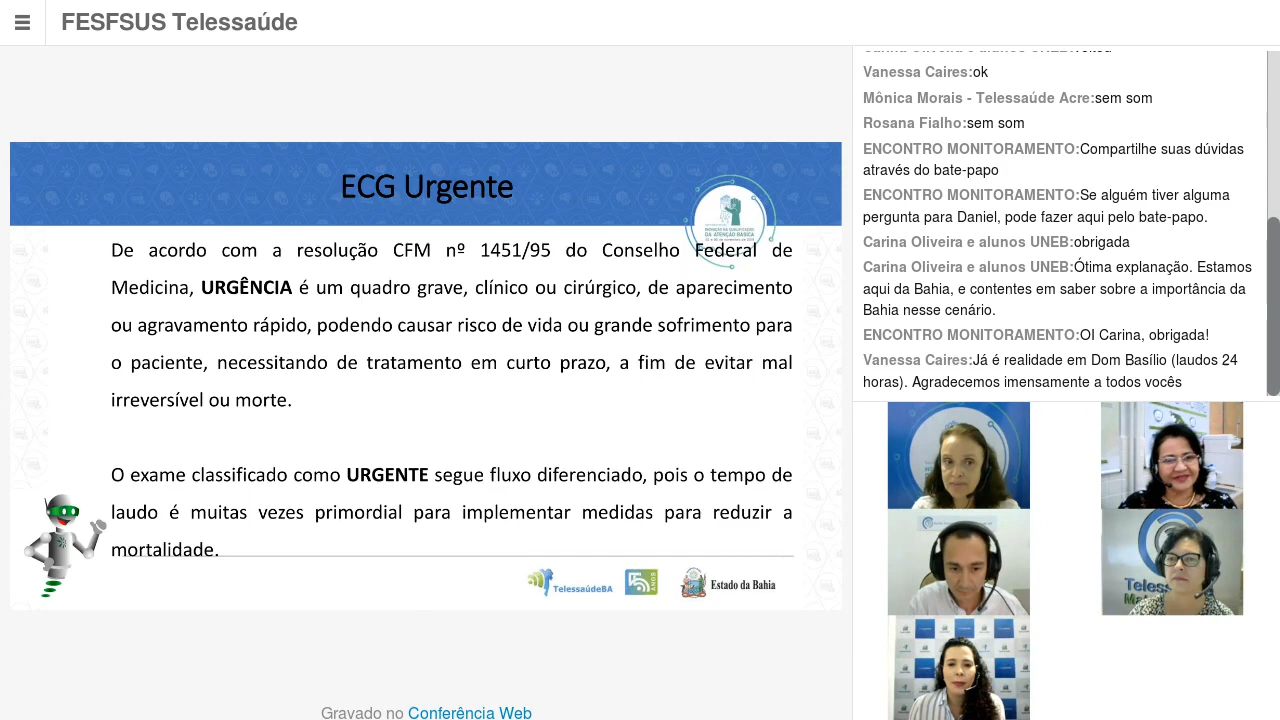 FESFSUS Telessaúde
ECG Urgente
De acordo com a resolução CFM nº 1451/95 do Conselho Federal de
Medicina, URGÊNCIA é um quadro grave, clínico ou cirúrgico, de aparecimento
ou agravamento rápido, podendo causar risco de vida ou grande sofrimento para
o paciente, necessitando de tratamento em curto prazo, a fim de evitar mal
irreversível ou morte.
O exame classificado como URGENTE segue fluxo diferenciado, pois o tempo de
laudo é muitas vezes primordial para implementar medidas para reduzir a
mortalidade.
TelessaúdeBA
ANOS
Estado da Bahia
Gravado no Conferência Web
Vanessa Caires:ok
Mônica Morais - Telessaúde Acre:sem som
Rosana Fialho:sem som
ENCONTRO MONITORAMENTO:Compartilhe suas dúvidas
através do bate-papo
ENCONTRO MONITORAMENTO:Se alguém tiver alguma
pergunta para Daniel, pode fazer aqui pelo bate-papo.
Carina Oliveira e alunos UNEB:obrigada
Carina Oliveira e alunos UNEB:Ótima explanação. Estamos
aqui da Bahia, e contentes em saber sobre a importância da
Bahia nesse cenário.
ENCONTRO MONITORAMENTO:OI Carina, obrigada!
Vanessa Caires:Já é realidade em Dom Basílio (laudos 24
horas). Agradecemos imensamente a todos vocês